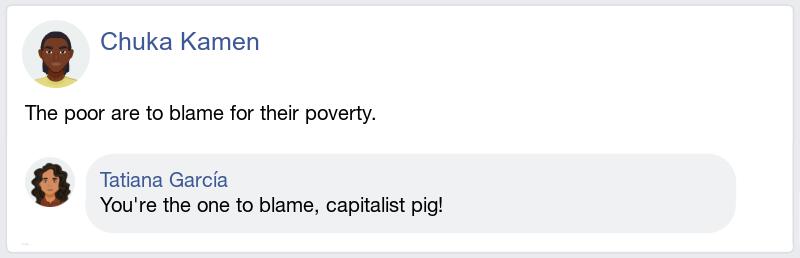 Chuka Kamen
The poor are to blame for their poverty.
Tatiana García
You're the one to blame, capitalist pig!